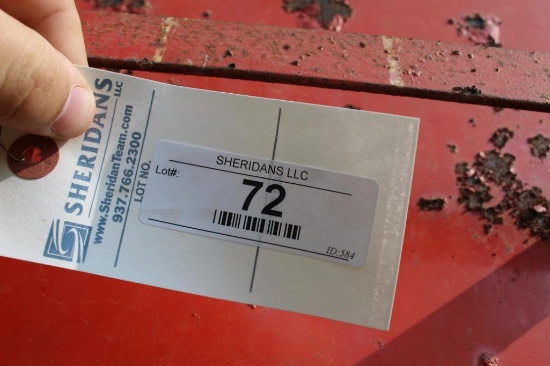 SHERIDANS LLC
www.SheridanTeam.com
937.766.2300
LOT NO.
SHERIDANS LLC
Lot#:
72
ID:584